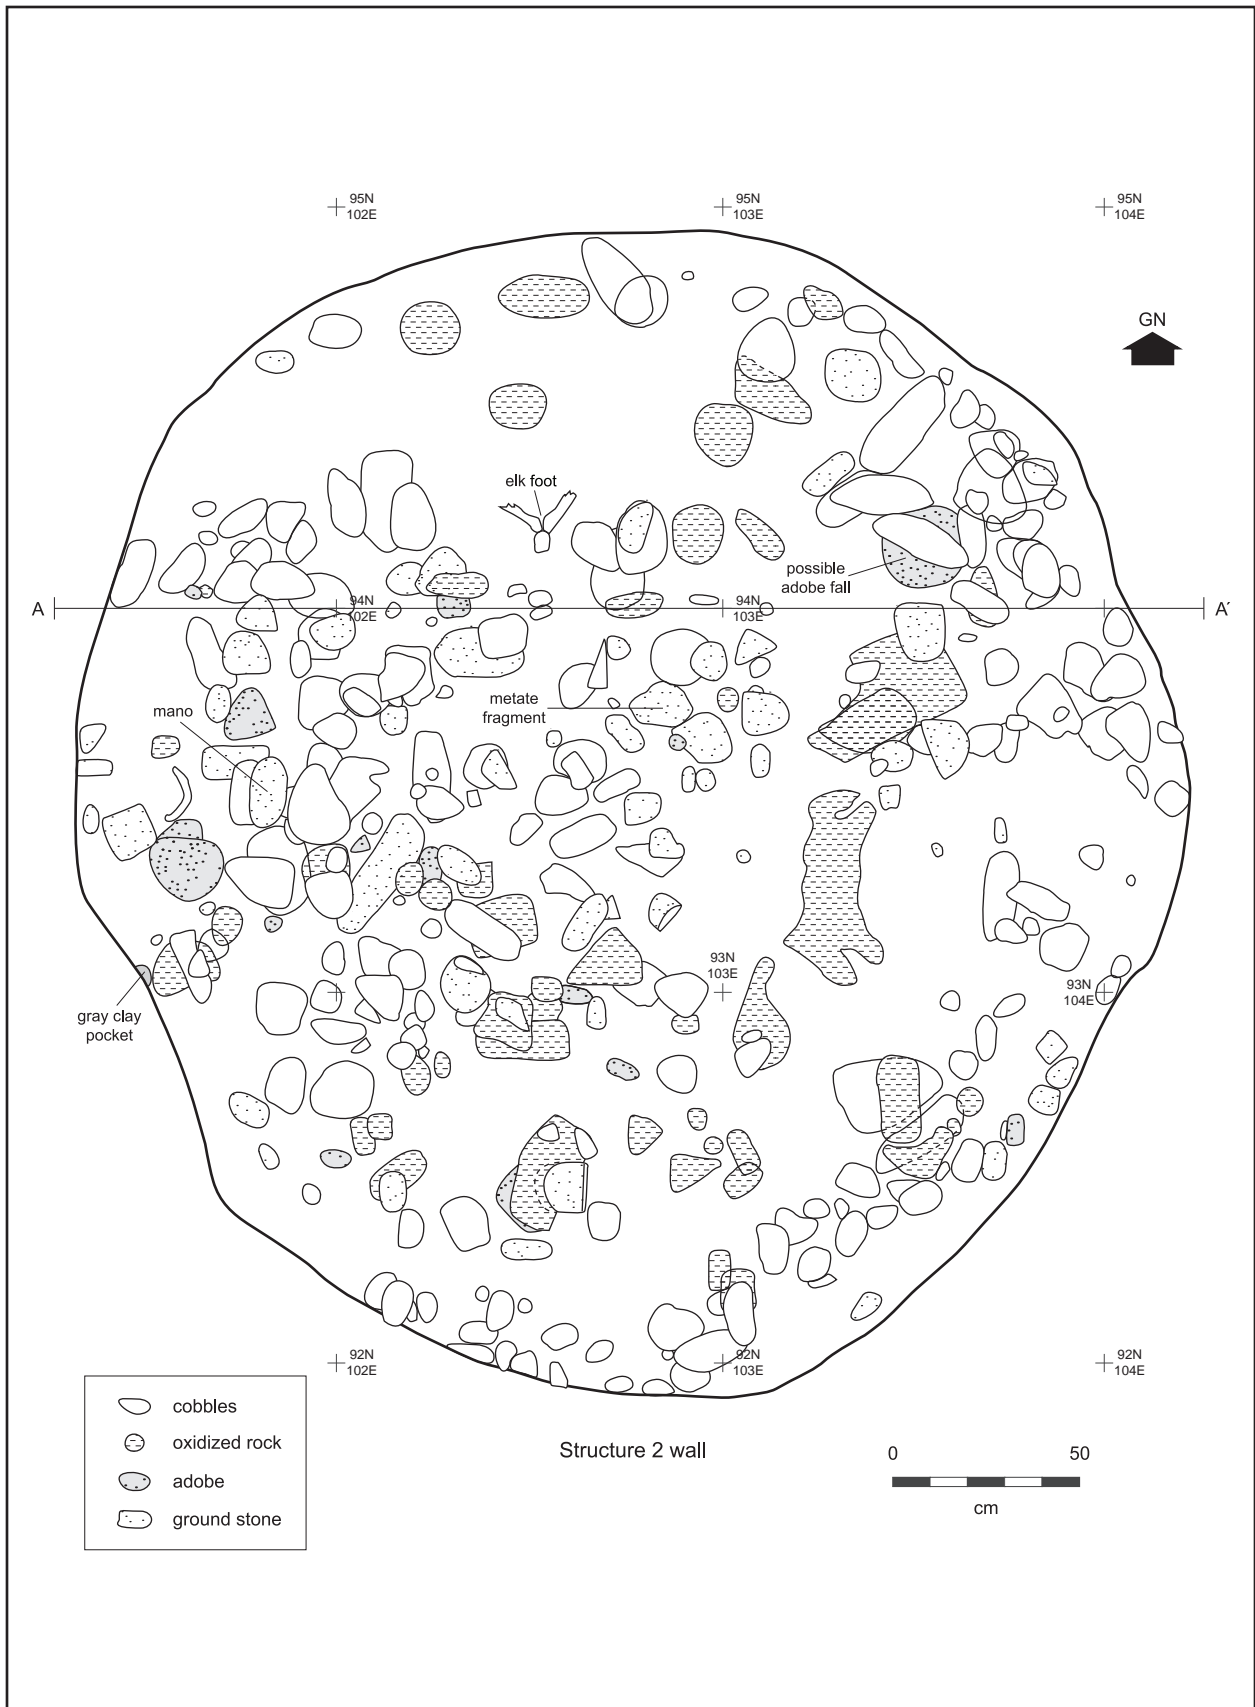 95N
102E
95N
103E
95N
104E
GN
elk foot
possible
adobe fall
A
94N
102E
94N
103E
A′
mano
metate
fragment
93N
103E
93N
104E
gray clay
pocket
92N
102E
92N
103E
92N
104E
cobbles
oxidized rock
adobe
ground stone
Structure 2 wall
0 50
cm